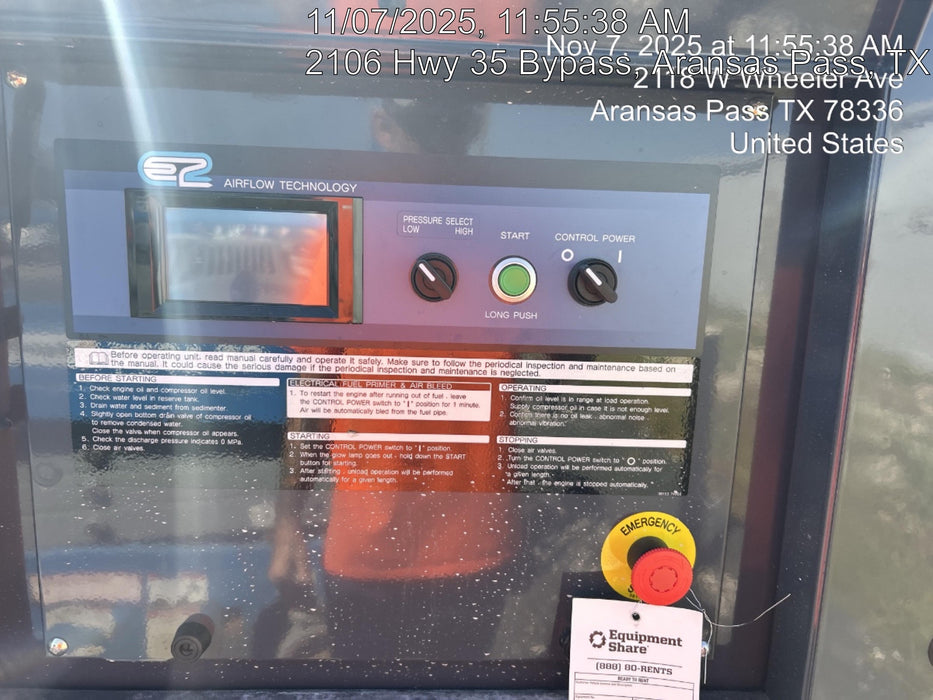 11/07/2025, 11:55:38 AM
2106 Hwy 35 Bypass, Aransas Pass, TX
Nov 7, 2025 at 11:55:38 AM
2118 W Wheeler Ave
Aransas Pass TX 78336
United States
AIRFLOW TECHNOLOGY
PRESSURE SELECT
LOW HIGH
START
LONG PUSH
CONTROL POWER
O I
Before operating unit, read manual carefully and operate it safely. Make sure to follow the periodical inspection and maintenance based on
the manual. It could cause the serious damage if the periodical inspection and maintenance is neglected.
BEFORE STARTING
1. Check engine oil and compressor oil level.
2. Check water level in reserve tank.
3. Drain water and sediment from sedimenter.
4. Slightly open bottom drain valve of compressor oil
to remove condensed water.
Close the valve when compressor oil appears.
5. Check the discharge pressure indicates 0 MPa.
6. Close air valves.
ELECTRICAL FUEL PRIMER & AIR BLEED
1. To restart the engine after running out of fuel, leave
the CONTROL POWER switch to "I" position for 1 minute.
Air will be automatically bled from the fuel pipe.
STARTING
1. Set the CONTROL POWER switch to "I" position.
2. When the glow lamp goes out, hold down the START
button for starting.
3. After starting, unload operation will be performed
automatically for a given length.
OPERATING
1. Confirm oil level is in range at load operation.
Supply compressor oil in case it is not enough level.
2. Confirm there is no oil leak, abnormal noise,
abnormal vibration.
STOPPING
1. Close air valves.
2. Turn the CONTROL POWER switch to "O" position.
3. Unload operation will be performed automatically for
a given length.
4. After that, the engine is stopped automatically.
EMERGENCY
Equipment
Share
(888) 80-RENTS
READY TO RENT